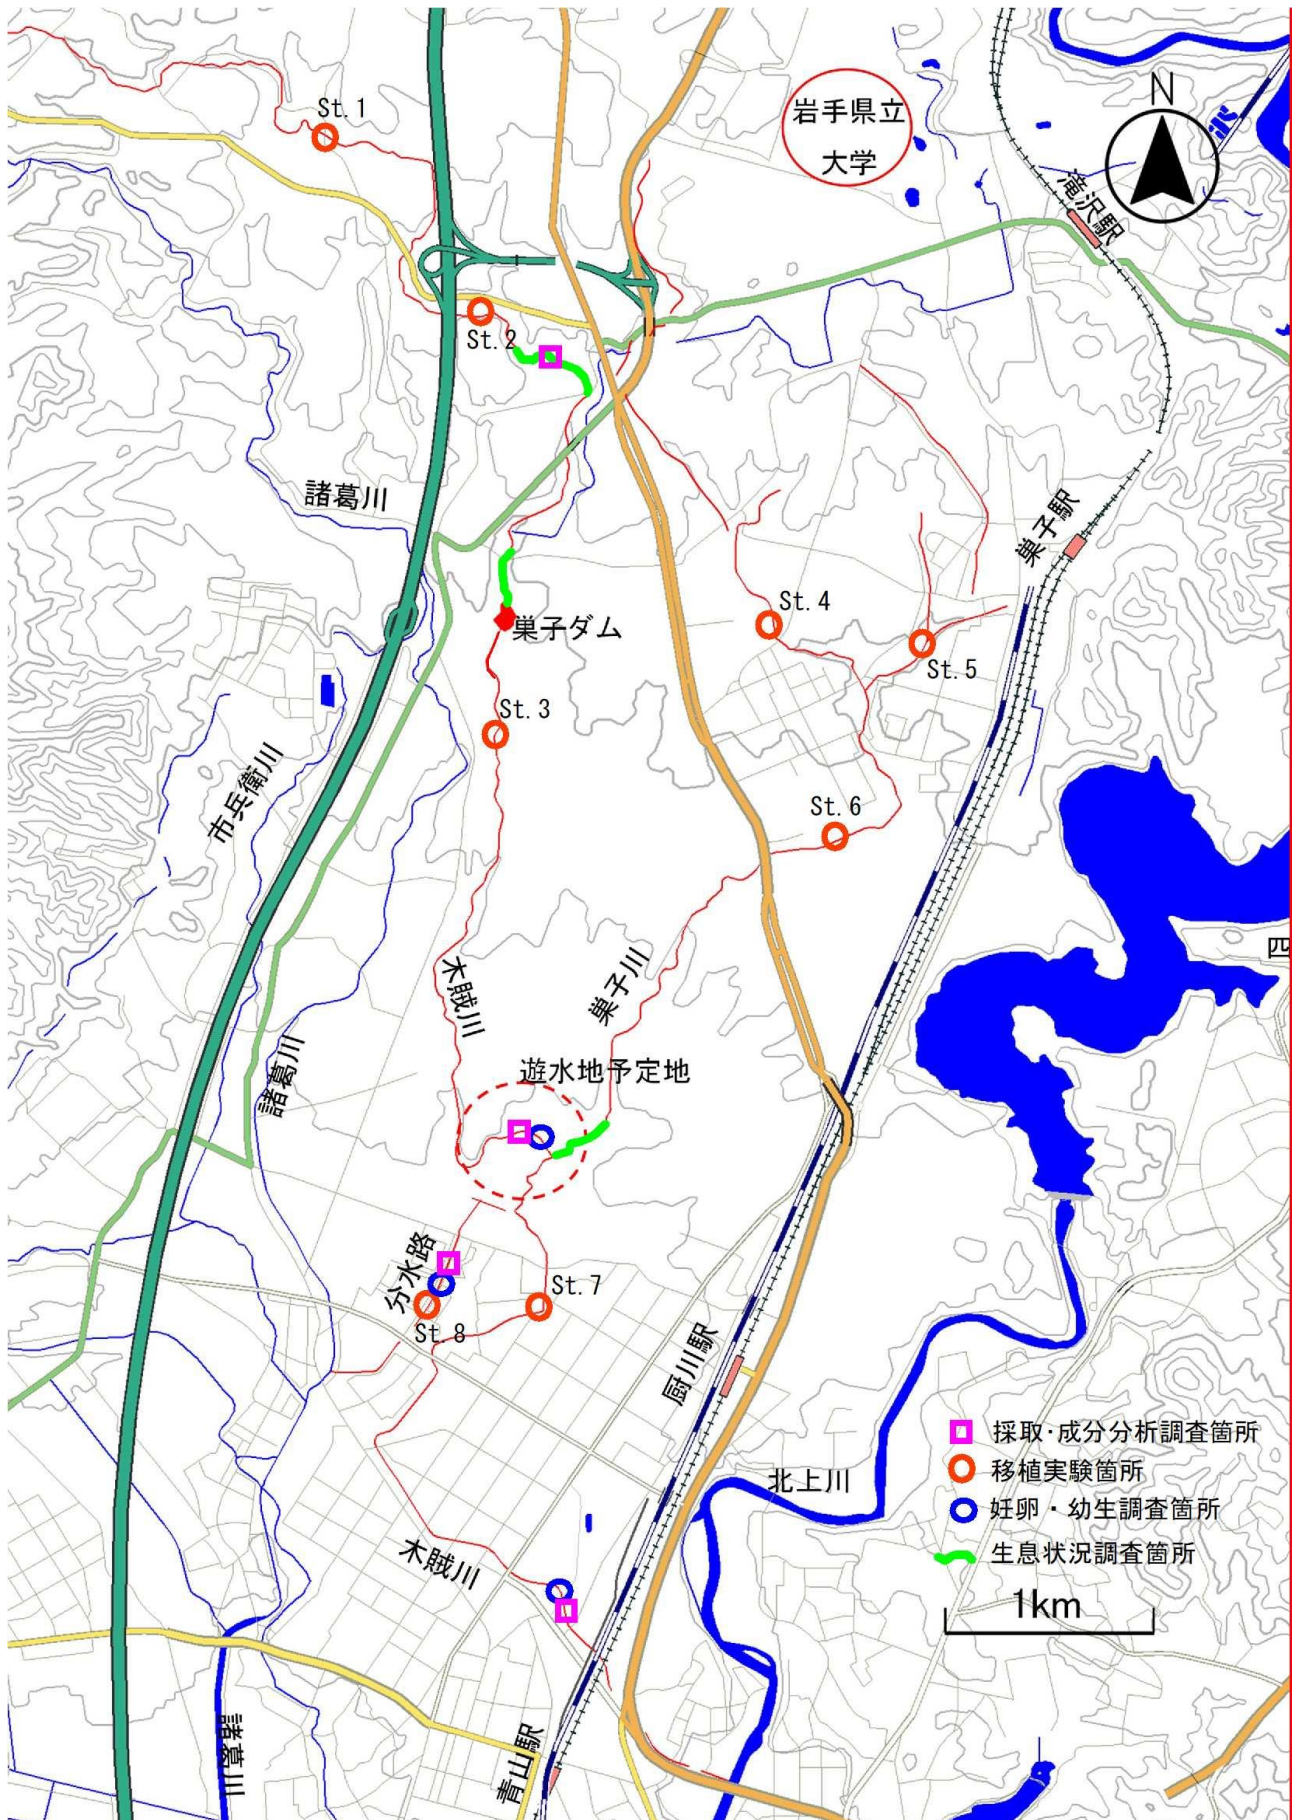 St.1
岩手県立
大学
N
滝沢駅
St.2
諸葛川
巣子駅
St.4
巣子ダム
St.5
St.3
市兵衛川
St.6
四
木賊川
巣子川
諸葛川
遊水地予定地
分水路
St.7
St.8
厨川駅
採取・成分分析調査箇所
北上川
移植実験箇所
妊卵・幼生調査箇所
木賊川
生息状況調査箇所
1km
諸葛川
青山駅